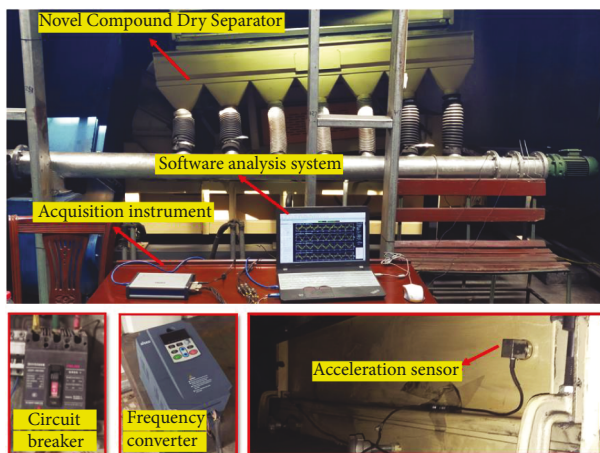 Novel Compound Dry Separator
Software analysis system
Acquisition instrument
Circuit
breaker
Frequency
converter
Acceleration sensor